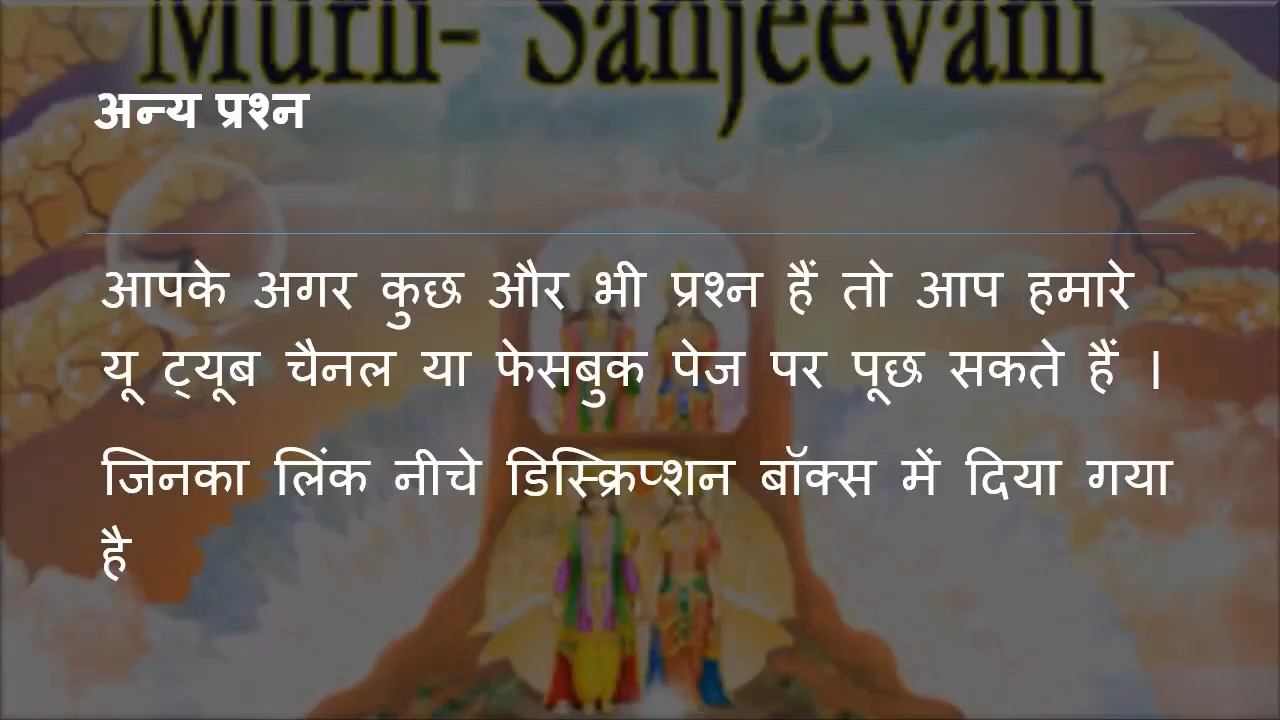 Murli- Sanjeevani
अन्य प्रश्न
आपके अगर कुछ और भी प्रश्न हैं तो आप हमारे
यू ट्यूब चैनल या फेसबुक पेज पर पूछ सकते हैं ।
जिनका लिंक नीचे डिस्क्रिप्शन बॉक्स में दिया गया
है